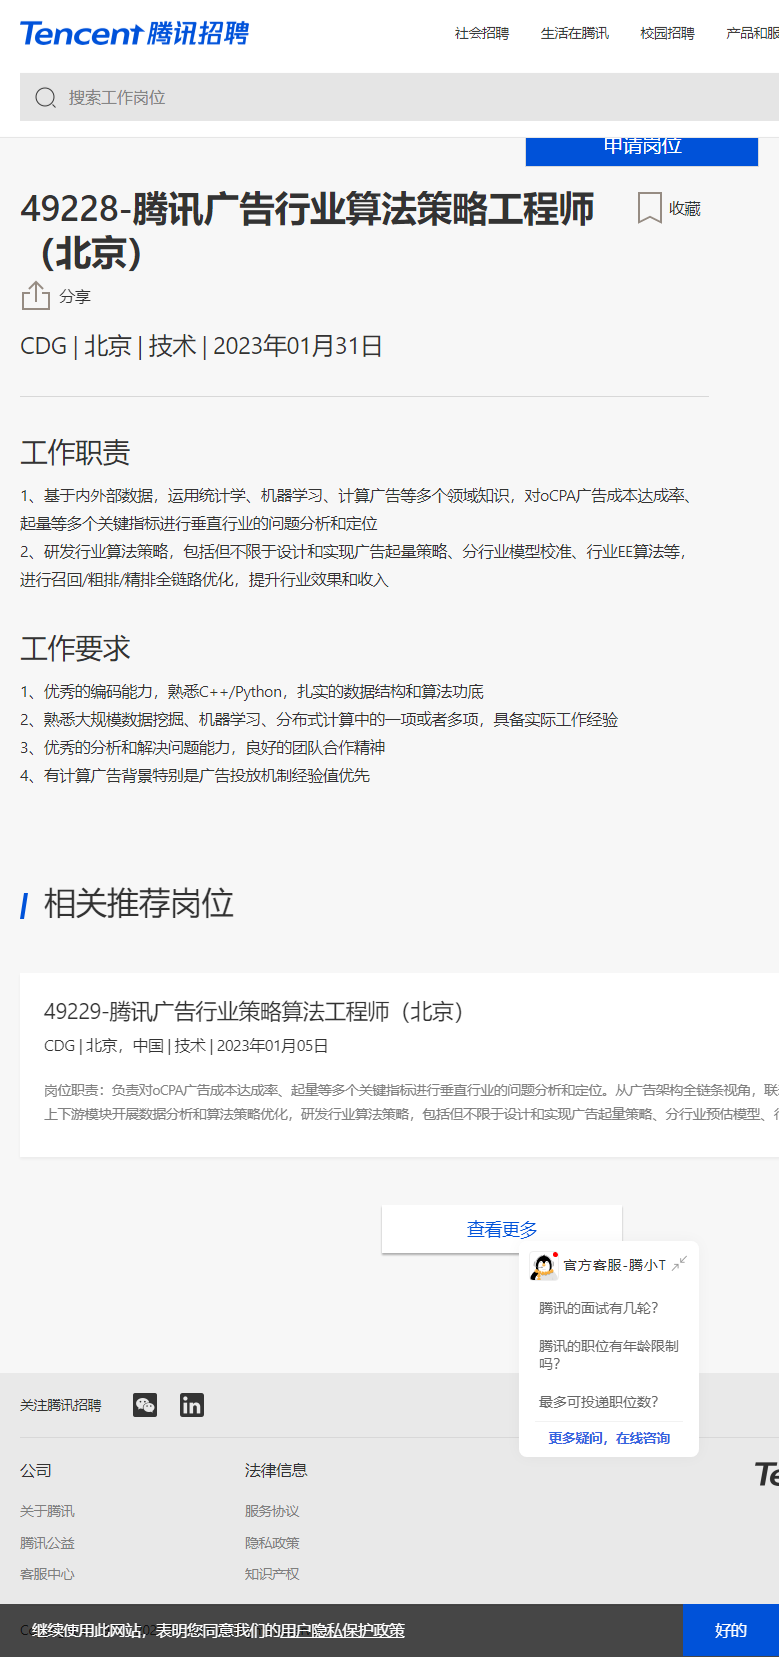 Tencent 腾讯招聘
社会招聘 生活在腾讯 校园招聘 产品和服
搜索工作岗位
申请岗位
49228-腾讯广告行业算法策略工程师
（北京）
收藏
分享
CDG | 北京 | 技术 | 2023年01月31日
工作职责
1、基于内外部数据，运用统计学、机器学习、计算广告等多个领域知识，对oCPA广告成本达成率、
起量等多个关键指标进行垂直行业的问题分析和定位
2、研发行业算法策略，包括但不限于设计和实现广告起量策略、分行业模型校准、行业EE算法等，
进行召回/粗排/精排全链路优化，提升行业效果和收入
工作要求
1、优秀的编码能力，熟悉C++/Python，扎实的数据结构和算法功底
2、熟悉大规模数据挖掘、机器学习、分布式计算中的一项或者多项，具备实际工作经验
3、优秀的分析和解决问题能力，良好的团队合作精神
4、有计算广告背景特别是广告投放机制经验值优先
相关推荐岗位
49229-腾讯广告行业策略算法工程师（北京）
CDG | 北京，中国 | 技术 | 2023年01月05日
岗位职责：负责对oCPA广告成本达成率、起量等多个关键指标进行垂直行业的问题分析和定位。从广告架构全链条视角，联
上下游模块开展数据分析和算法策略优化，研发行业算法策略，包括但不限于设计和实现广告起量策略、分行业预估模型、
查看更多
官方客服-腾小T
腾讯的面试有几轮？
腾讯的职位有年龄限制
吗？
最多可投递职位数？
更多疑问，在线咨询
关注腾讯招聘
公司 法律信息
Te
关于腾讯 服务协议
腾讯公益 隐私政策
客服中心 知识产权
继续使用此网站，表明您同意我们的用户隐私保护政策
好的